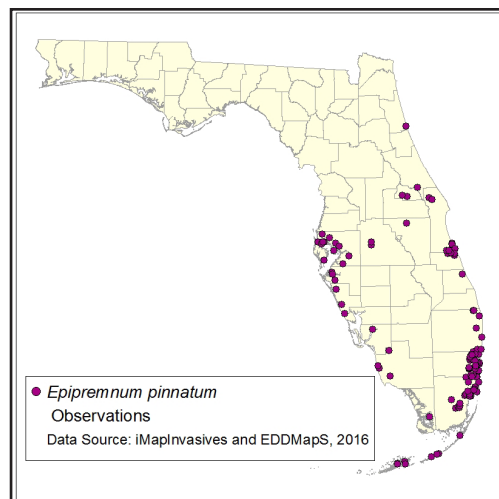 Epipremnum pinnatum
Observations
Data Source: iMapInvasives and EDDMapS, 2016